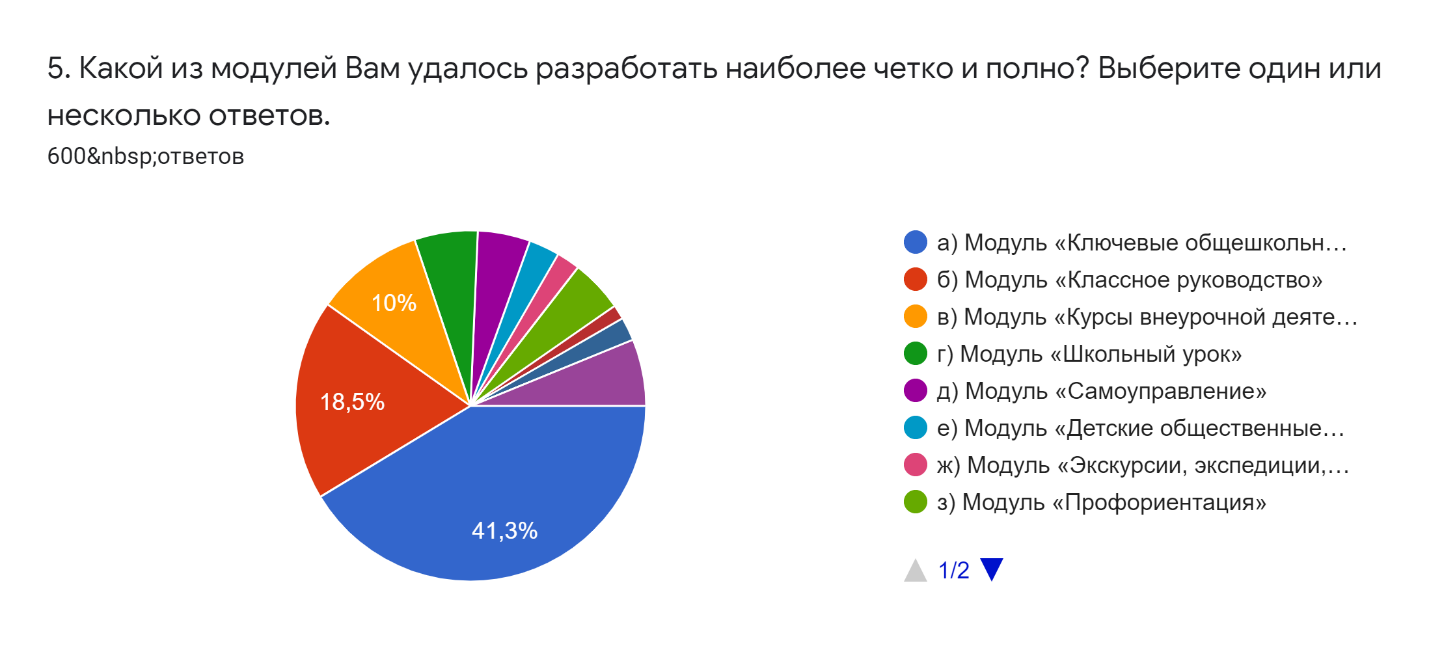 5. Какой из модулей Вам удалось разработать наиболее четко и полно? Выберите один или
несколько ответов.
600&nbsp;ответов
а) Модуль «Ключевые общешкольн…
б) Модуль «Классное руководство»
в) Модуль «Курсы внеурочной деяте…
г) Модуль «Школьный урок»
д) Модуль «Самоуправление»
е) Модуль «Детские общественные…
ж) Модуль «Экскурсии, экспедиции,…
з) Модуль «Профориентация»
1/2
10%
18,5%
41,3%